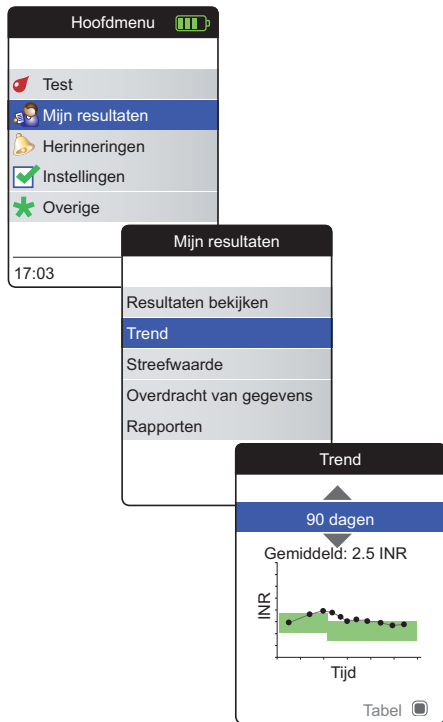 Hoofdmenu
Test
Mijn resultaten
Herinneringen
Instellingen
Overige
17:03
Mijn resultaten
Resultaten bekijken
Trend
Streefwaarde
Overdracht van gegevens
Rapporten
Trend
90 dagen
Gemiddeld: 2.5 INR
INR
Tijd
Tabel